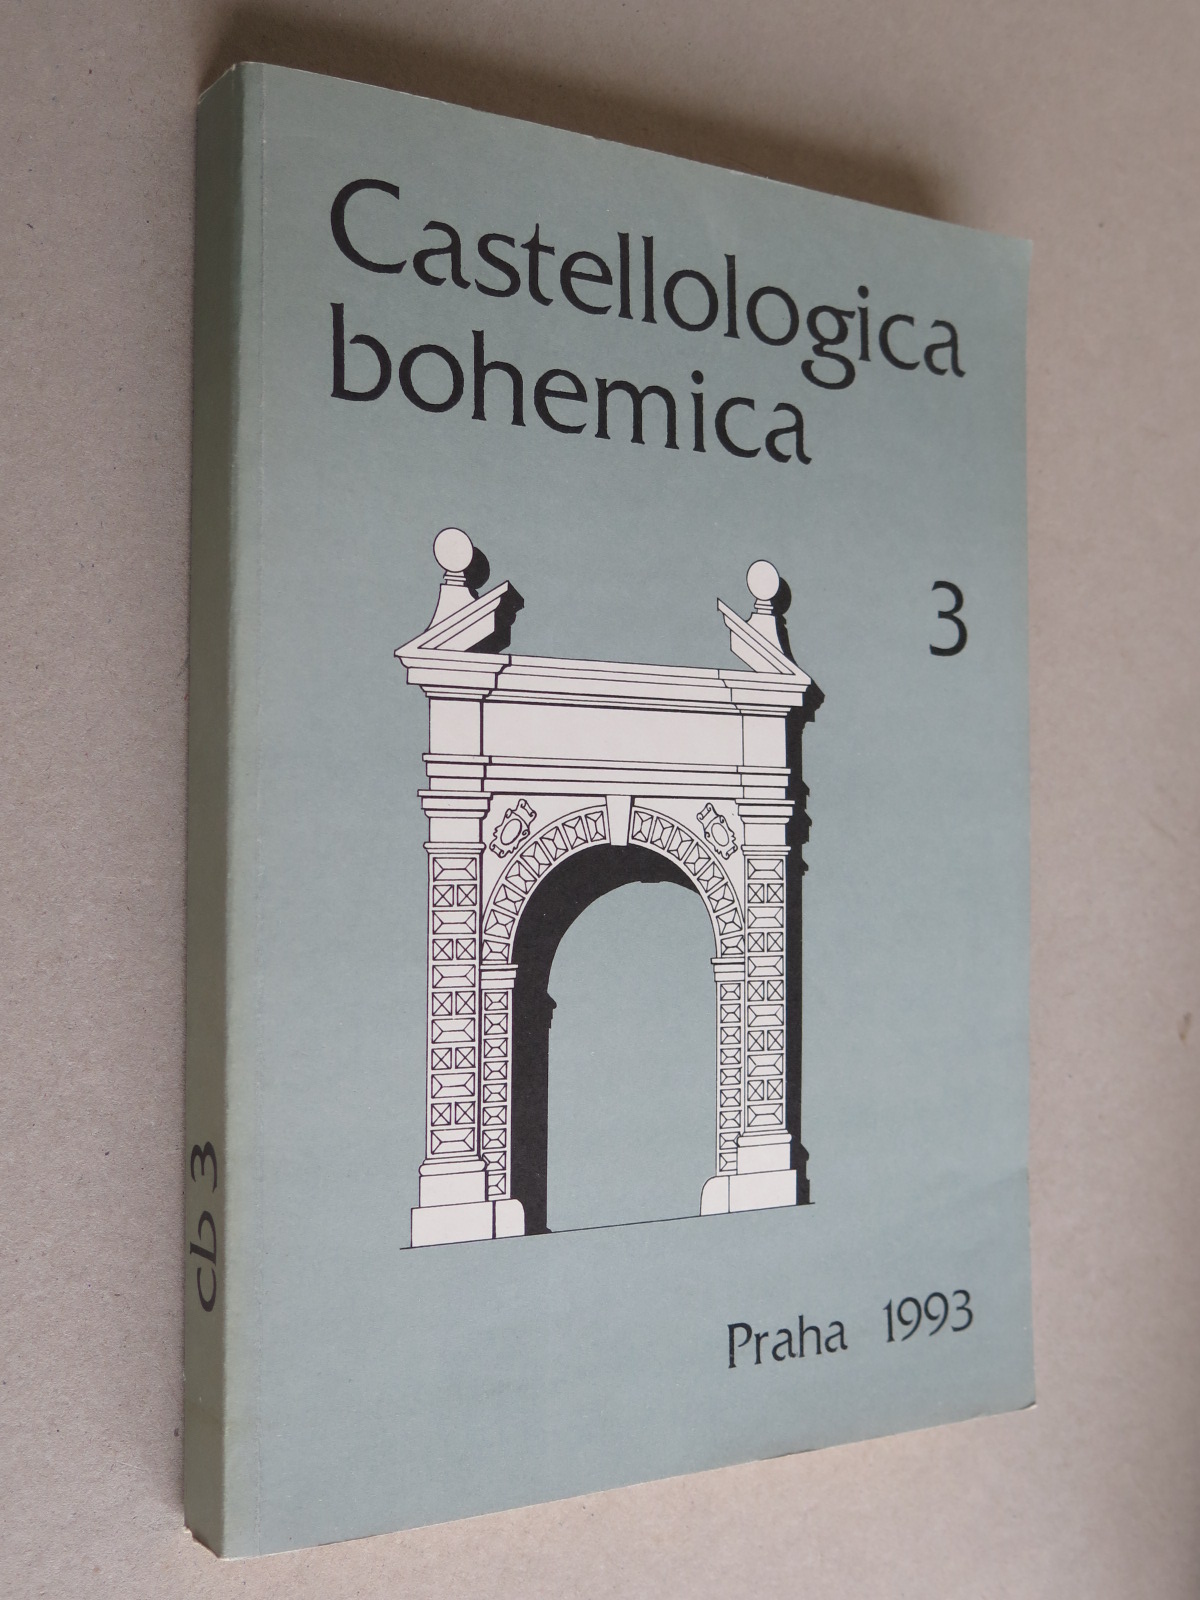 Castellologica
bohemica
3
Praha 1993
cb 3